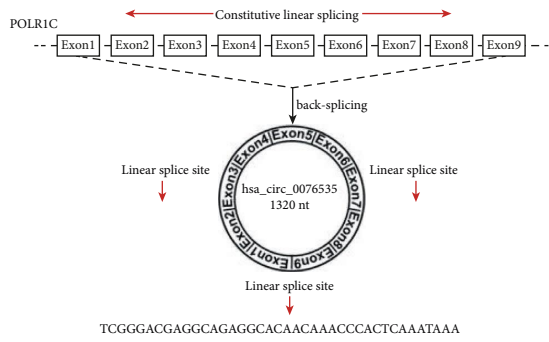 Constitutive linear splicing
POLR1C
Exon1 Exon2 Exon3 Exon4 Exon5 Exon6 Exon7 Exon8 Exon9
back-splicing
Exon1 Exon2 Exon3 Exon4 Exon5 Exon6 Exon7 Exon8 Exon9
Linear splice site
Linear splice site
hsa_circ_0076535
1320 nt
Linear splice site
TCGGGACGAGGCAGAGGCACAACAAACCCACTCAAATAAA